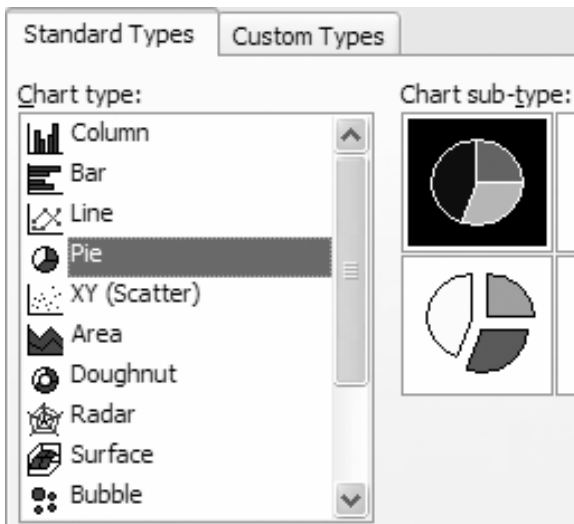 Standard Types Custom Types
Chart type: Chart sub-type:
Column
Bar
Line
Pie
XY (Scatter)
Area
Doughnut
Radar
Surface
Bubble